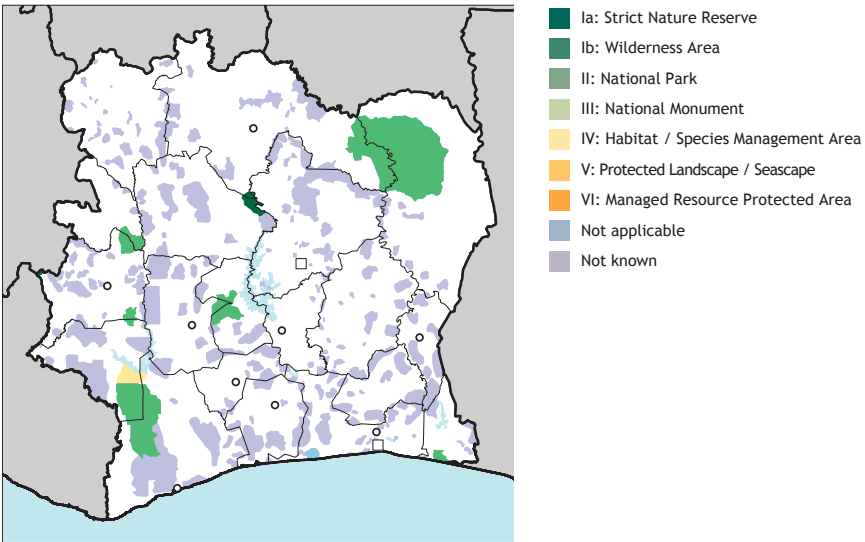 Ia: Strict Nature Reserve
Ib: Wilderness Area
II: National Park
III: National Monument
IV: Habitat / Species Management Area
V: Protected Landscape / Seascape
VI: Managed Resource Protected Area
Not applicable
Not known